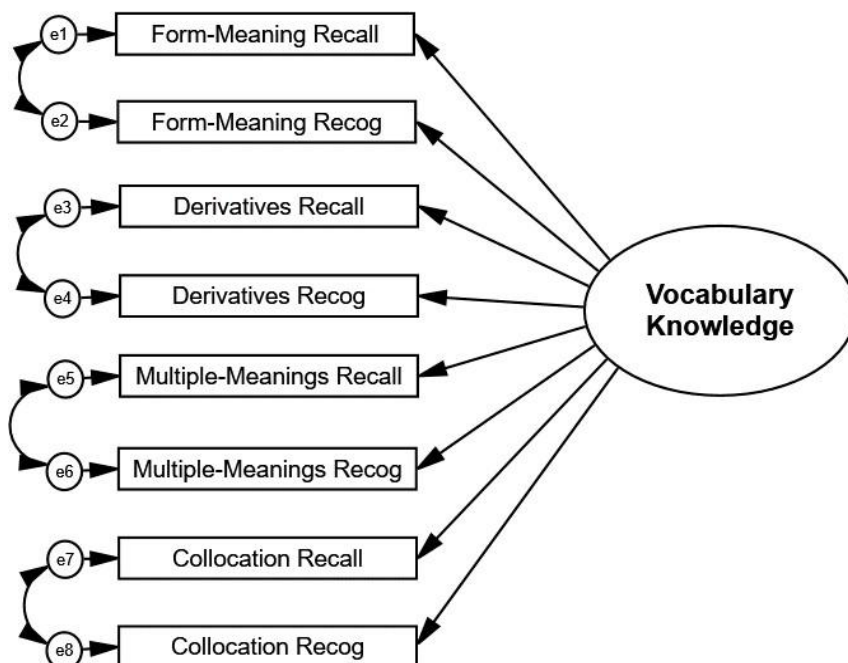 e1
Form-Meaning Recall
e2
Form-Meaning Recog
e3
Derivatives Recall
e4
Derivatives Recog
Vocabulary
Knowledge
e5
Multiple-Meanings Recall
e6
Multiple-Meanings Recog
e7
Collocation Recall
e8
Collocation Recog